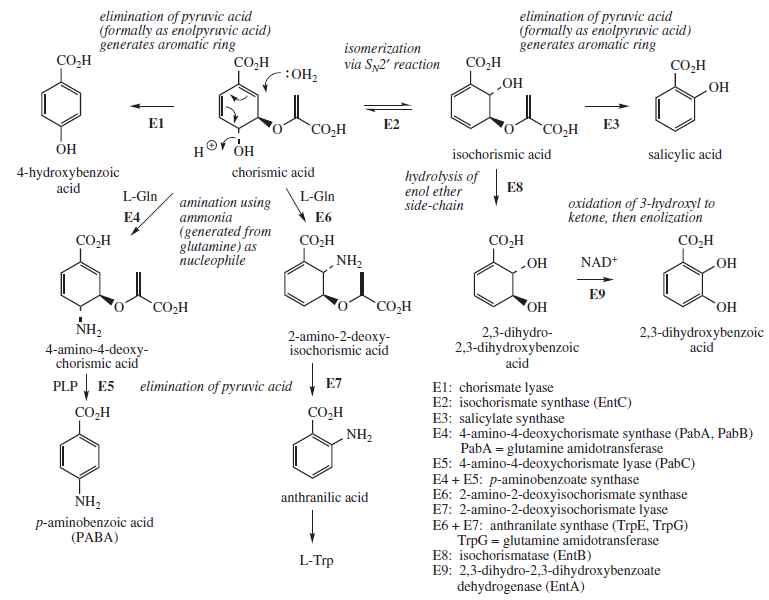 elimination of pyruvic acid
(formally as enolpyruvic acid)
generates aromatic ring
elimination of pyruvic acid
(formally as enolpyruvic acid)
generates aromatic ring
isomerization
via SN2′ reaction
CO2H
OH
E1
CO2H
:OH2
O
CO2H
H⊕
OH
E2
CO2H
OH
O
CO2H
E3
CO2H
OH
4-hydroxybenzoic
acid
chorismic acid
isochorismic acid
salicylic acid
L-Gln
E4
amination using
ammonia
(generated from
glutamine) as
nucleophile
L-Gln
E6
hydrolysis of
enol ether
side-chain
E8
oxidation of 3-hydroxyl to
ketone, then enolization
CO2H
O
CO2H
NH2
CO2H
NH2
O
CO2H
CO2H
OH
OH
NAD+
E9
CO2H
OH
OH
4-amino-4-deoxy-
chorismic acid
2-amino-2-deoxy-
isochorismic acid
2,3-dihydro-
2,3-dihydroxybenzoic
acid
2,3-dihydroxybenzoic
acid
PLP
E5
elimination of pyruvic acid
E7
CO2H
NH2
CO2H
NH2
p-aminobenzoic acid
(PABA)
anthranilic acid
L-Trp
E1: chorismate lyase
E2: isochorismate synthase (EntC)
E3: salicylate synthase
E4: 4-amino-4-deoxychorismate synthase (PabA, PabB)
PabA = glutamine amidotransferase
E5: 4-amino-4-deoxychorismate lyase (PabC)
E4 + E5: p-aminobenzoate synthase
E6: 2-amino-2-deoxyisochorismate synthase
E7: 2-amino-2-deoxyisochorismate lyase
E6 + E7: anthranilate synthase (TrpE, TrpG)
TrpG = glutamine amidotransferase
E8: isochorismatase (EntB)
E9: 2,3-dihydro-2,3-dihydroxybenzoate
dehydrogenase (EntA)